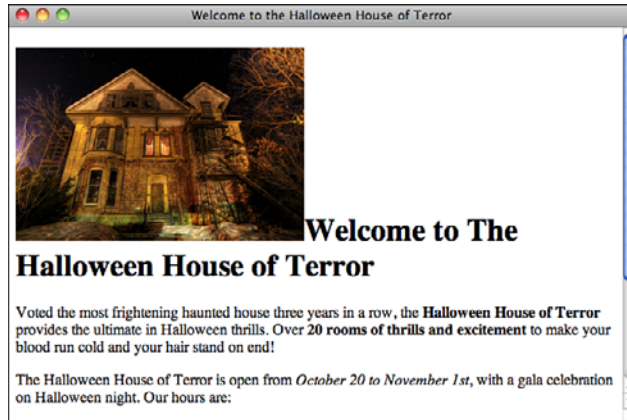 Welcome to the Halloween House of Terror
Welcome to The
Halloween House of Terror
Voted the most frightening haunted house three years in a row, the Halloween House of Terror
provides the ultimate in Halloween thrills. Over 20 rooms of thrills and excitement to make your
blood run cold and your hair stand on end!
The Halloween House of Terror is open from October 20 to November 1st, with a gala celebration
on Halloween night. Our hours are: